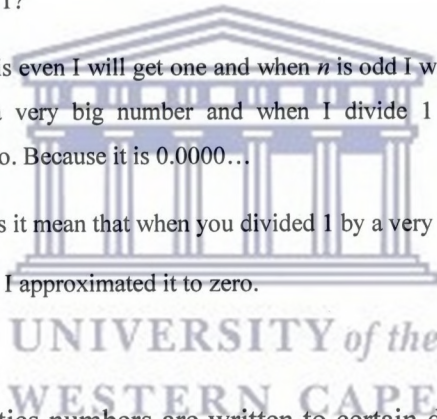 is even I will get one and when n is odd I w
very big number and when I divide 1
o. Because it is 0.0000…
s it mean that when you divided 1 by a very
I approximated it to zero.
UNIVERSITY of the
WESTERN CAPE
numbers are written to certain